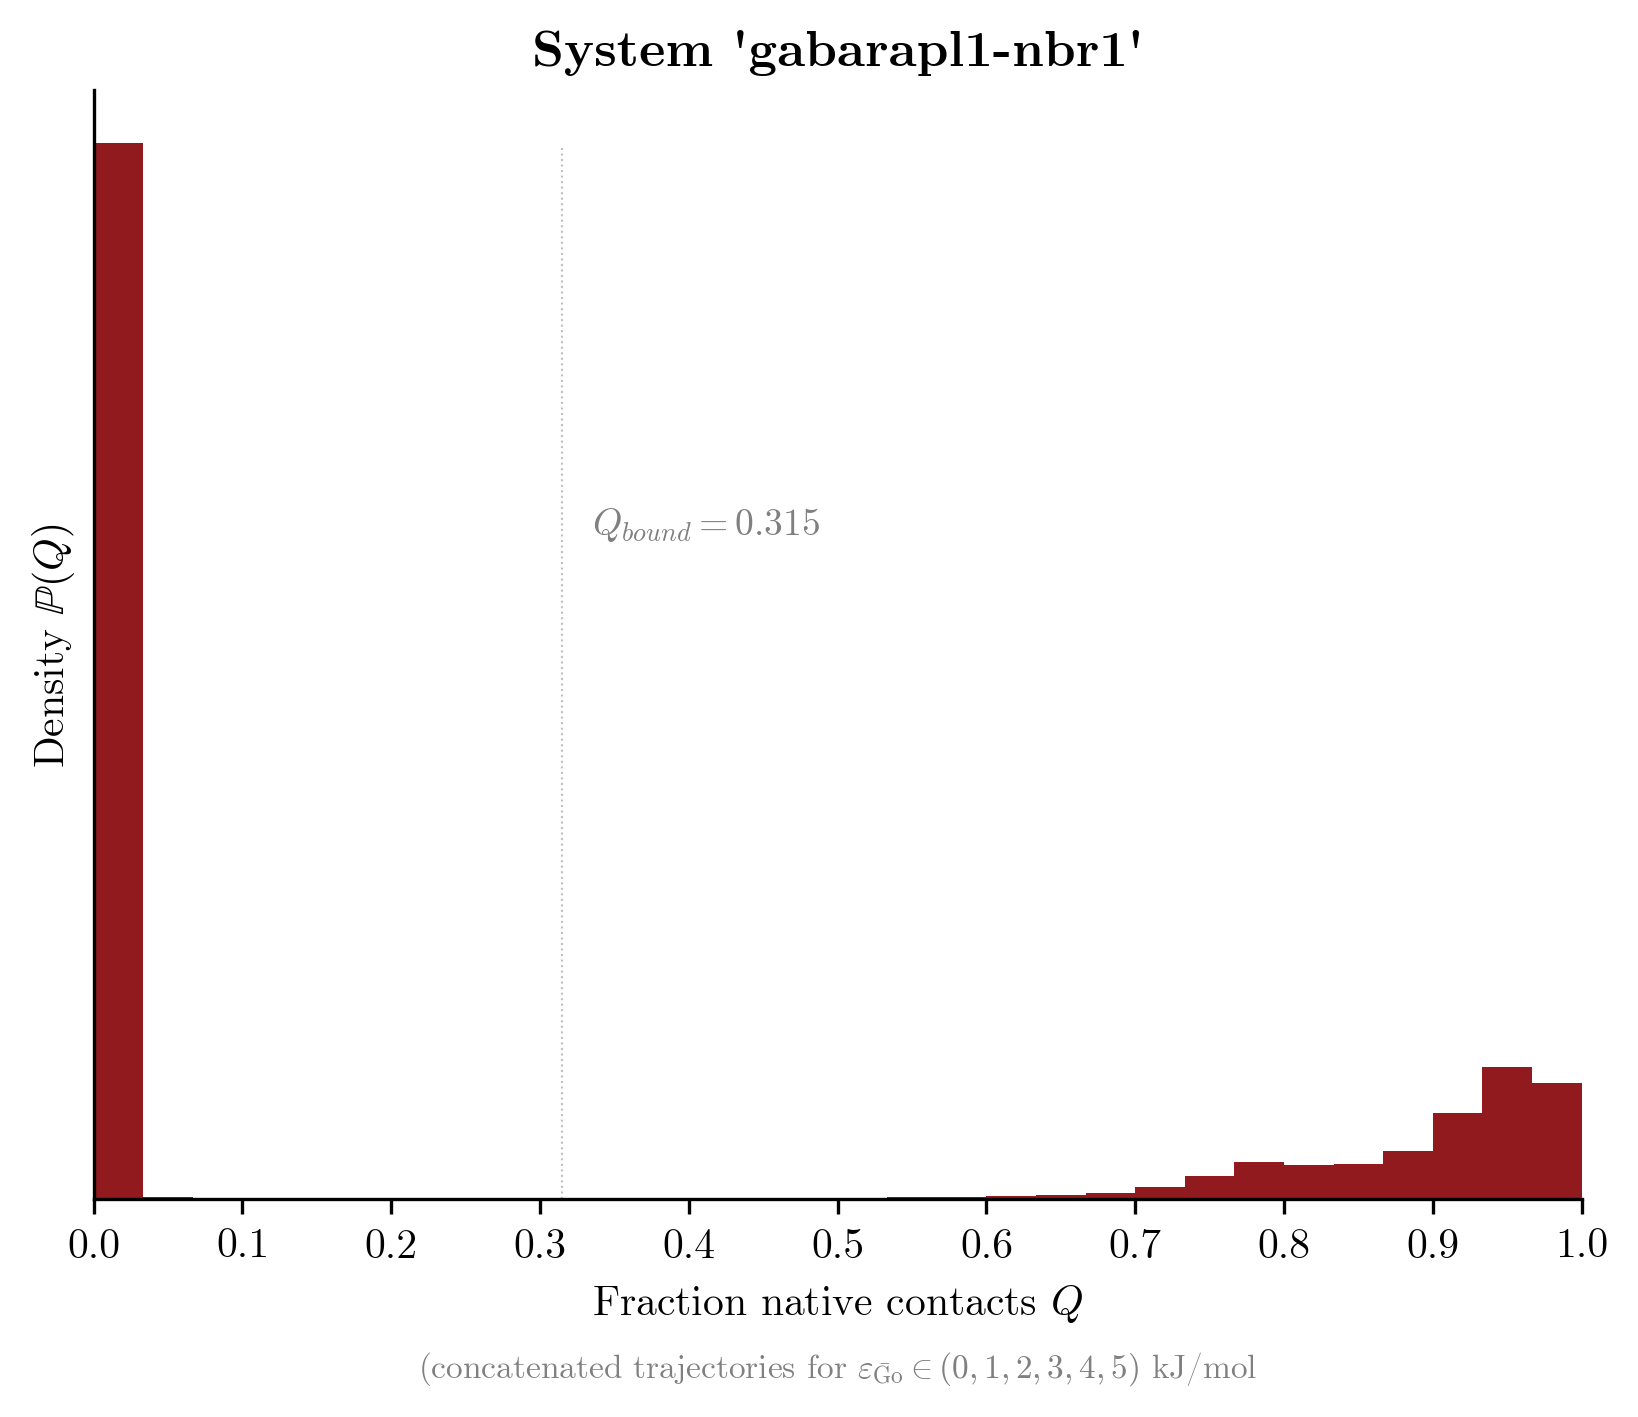 System 'gabarapl1-nbr1'
Density ℙ(Q)
Q_bound = 0.315
0.0 0.1 0.2 0.3 0.4 0.5 0.6 0.7 0.8 0.9 1.0
Fraction native contacts Q
(concatenated trajectories for ε_Ḡo ∈ (0, 1, 2, 3, 4, 5) kJ/mol